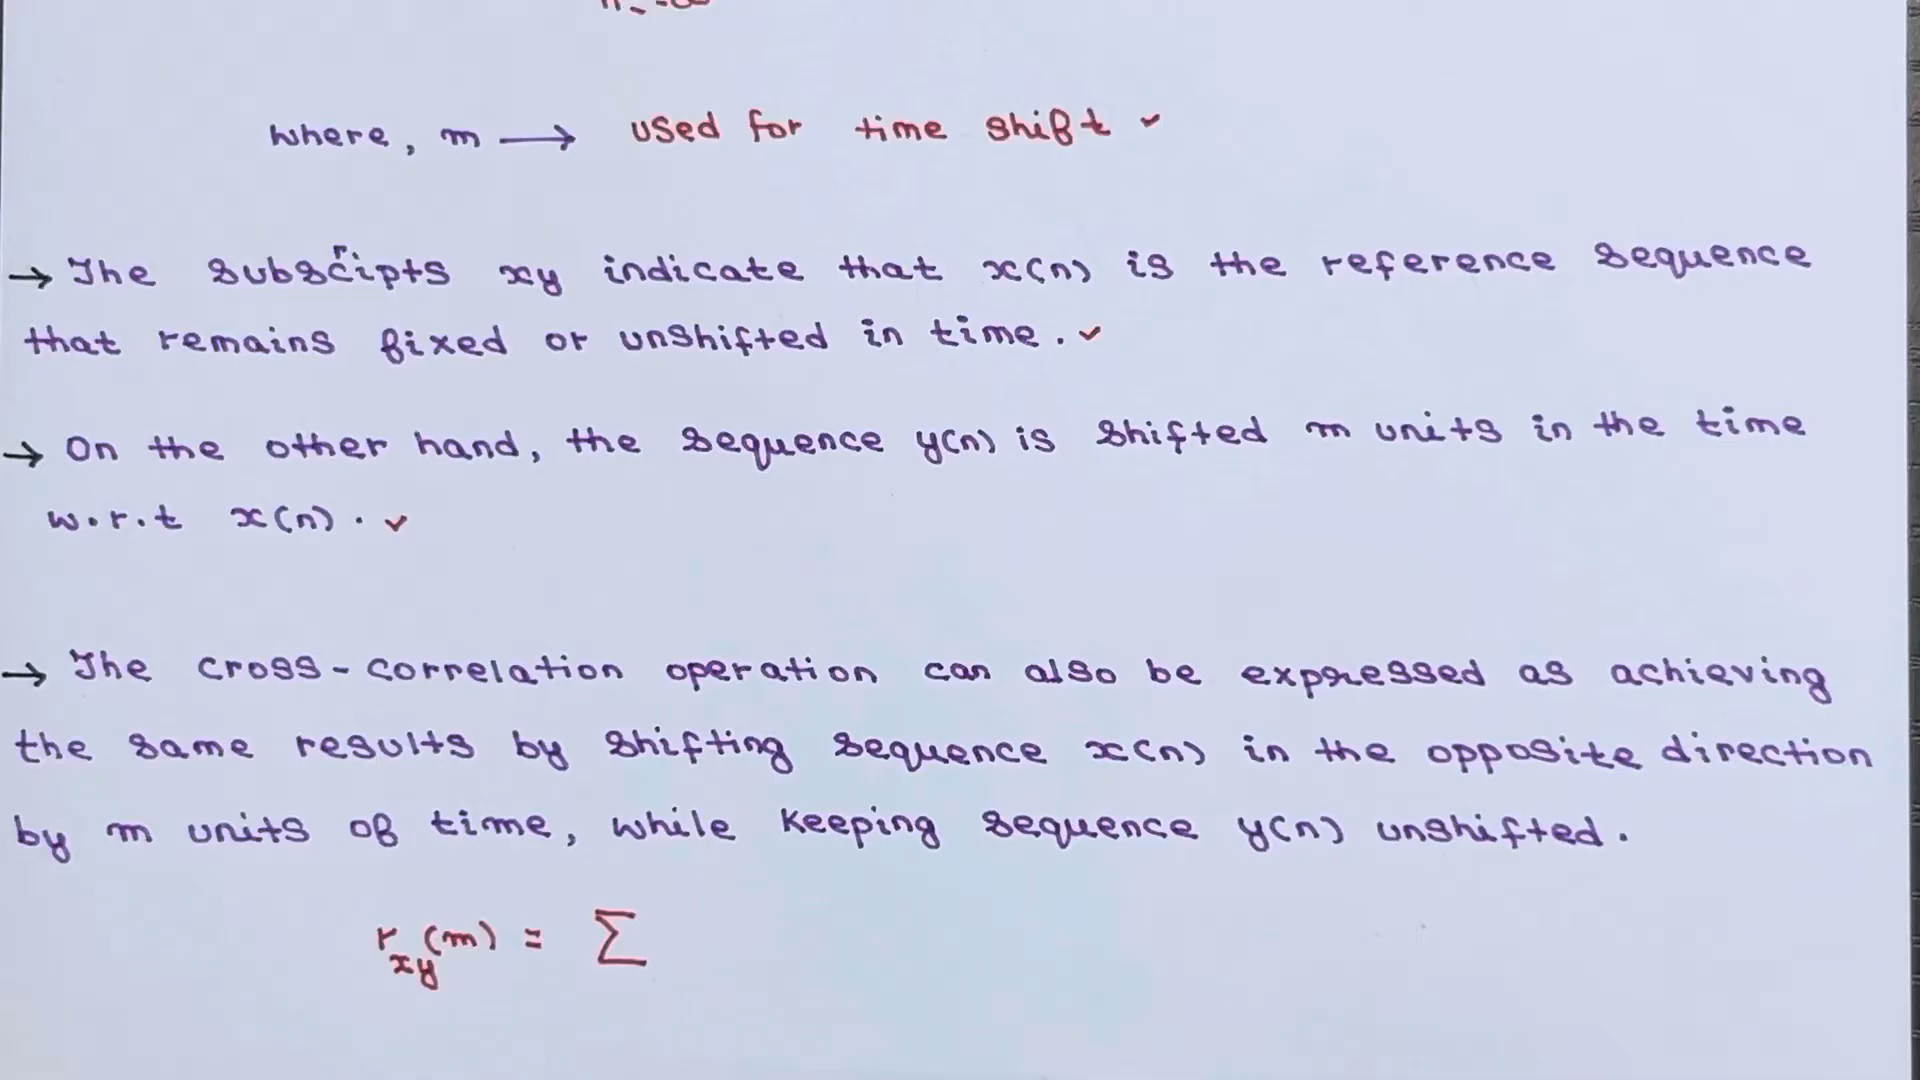 where, m → used for time shift ✓
→ The subscripts xy indicate that x(n) is the reference sequence
that remains fixed or unshifted in time. ✓
→ On the other hand, the sequence y(n) is shifted m units in the time
w.r.t x(n). ✓
→ The cross-correlation operation can also be expressed as achieving
the same results by shifting sequence x(n) in the opposite direction
by m units of time, while keeping sequence y(n) unshifted.
r_xy(m) = Σ